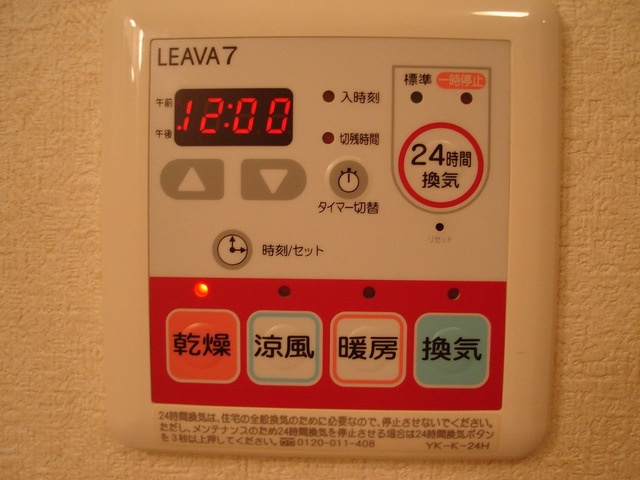 LEAVA7
標準 一時停止
午前
12:00
午後
入時刻
切残時間
24時間
換気
タイマー切替
リセット
時刻/セット
乾燥
涼風
暖房
換気
24時間換気は、住宅の全般換気のために必要なので、停止させないでください。
ただし、メンテナンスのため24時間換気を停止させる場合は24時間換気ボタン
を3秒以上押してください。 0120-011-408
YK-K-24H